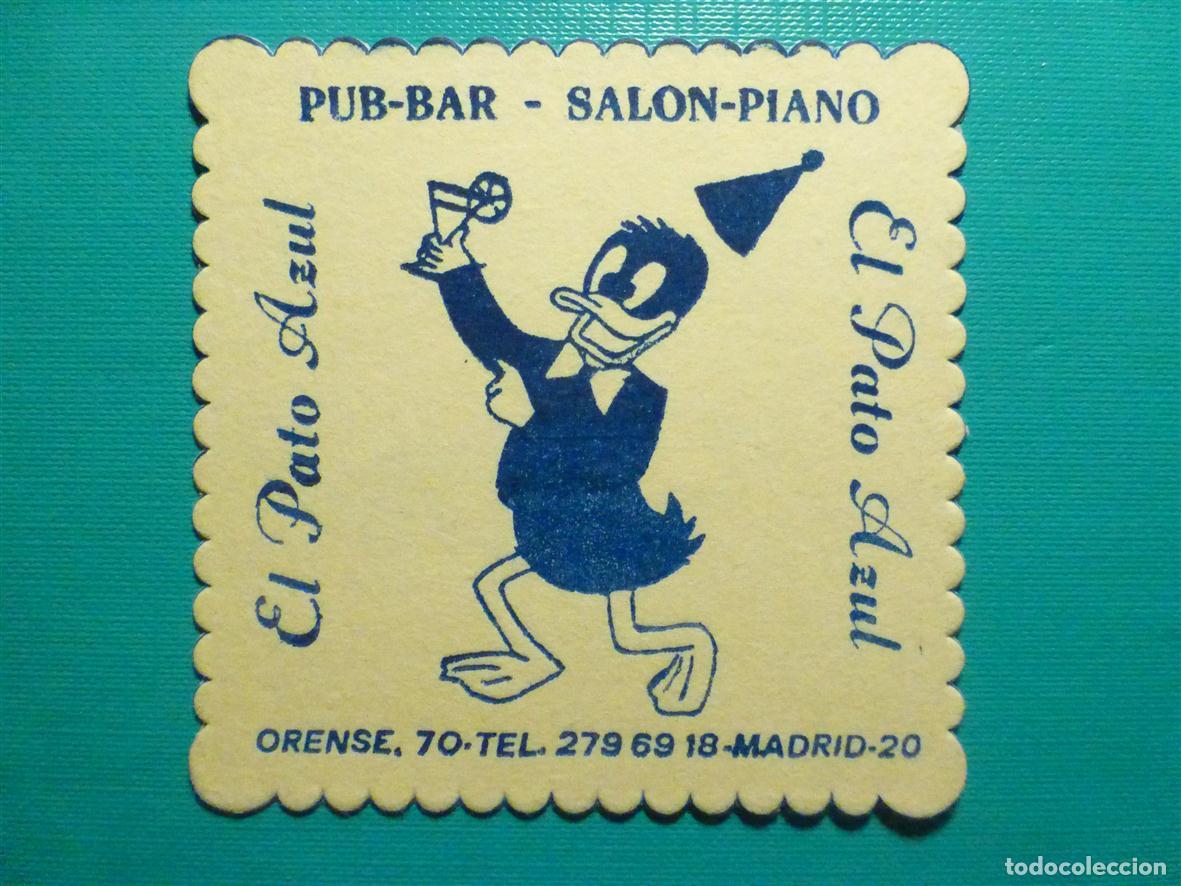 PUB-BAR - SALON-PIANO
El Pato Azul
El Pato Azul
ORENSE, 70-TEL. 279 69 18-MADRID-20
todocoleccion